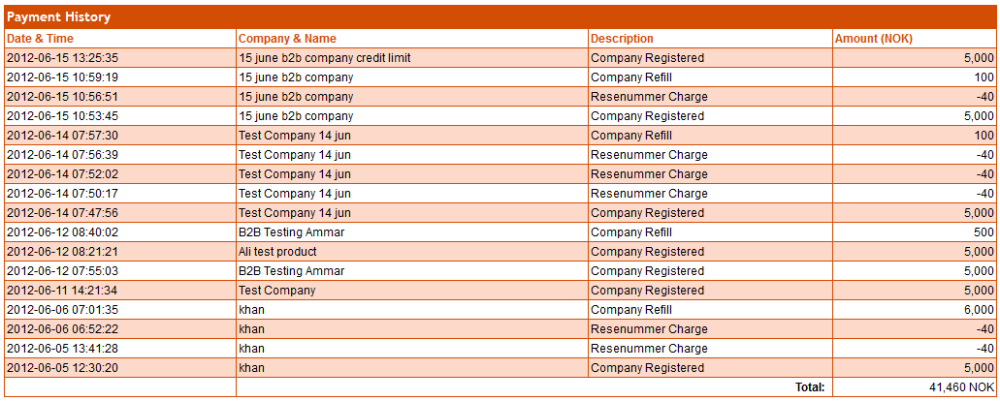 Payment History
Date & Time Company & Name Description Amount (NOK)
2012-06-15 13:25:35 15 june b2b company credit limit Company Registered 5,000
2012-06-15 10:59:19 15 june b2b company Company Refill 100
2012-06-15 10:56:51 15 june b2b company Resenummer Charge -40
2012-06-15 10:53:45 15 june b2b company Company Registered 5,000
2012-06-14 07:57:30 Test Company 14 jun Company Refill 100
2012-06-14 07:56:39 Test Company 14 jun Resenummer Charge -40
2012-06-14 07:52:02 Test Company 14 jun Resenummer Charge -40
2012-06-14 07:50:17 Test Company 14 jun Resenummer Charge -40
2012-06-14 07:47:56 Test Company 14 jun Company Registered 5,000
2012-06-12 08:40:02 B2B Testing Ammar Company Refill 500
2012-06-12 08:21:21 Ali test product Company Registered 5,000
2012-06-12 07:55:03 B2B Testing Ammar Company Registered 5,000
2012-06-11 14:21:34 Test Company Company Registered 5,000
2012-06-06 07:01:35 khan Company Refill 6,000
2012-06-06 06:52:22 khan Resenummer Charge -40
2012-06-05 13:41:28 khan Resenummer Charge -40
2012-06-05 12:30:20 khan Company Registered 5,000
Total: 41,460 NOK